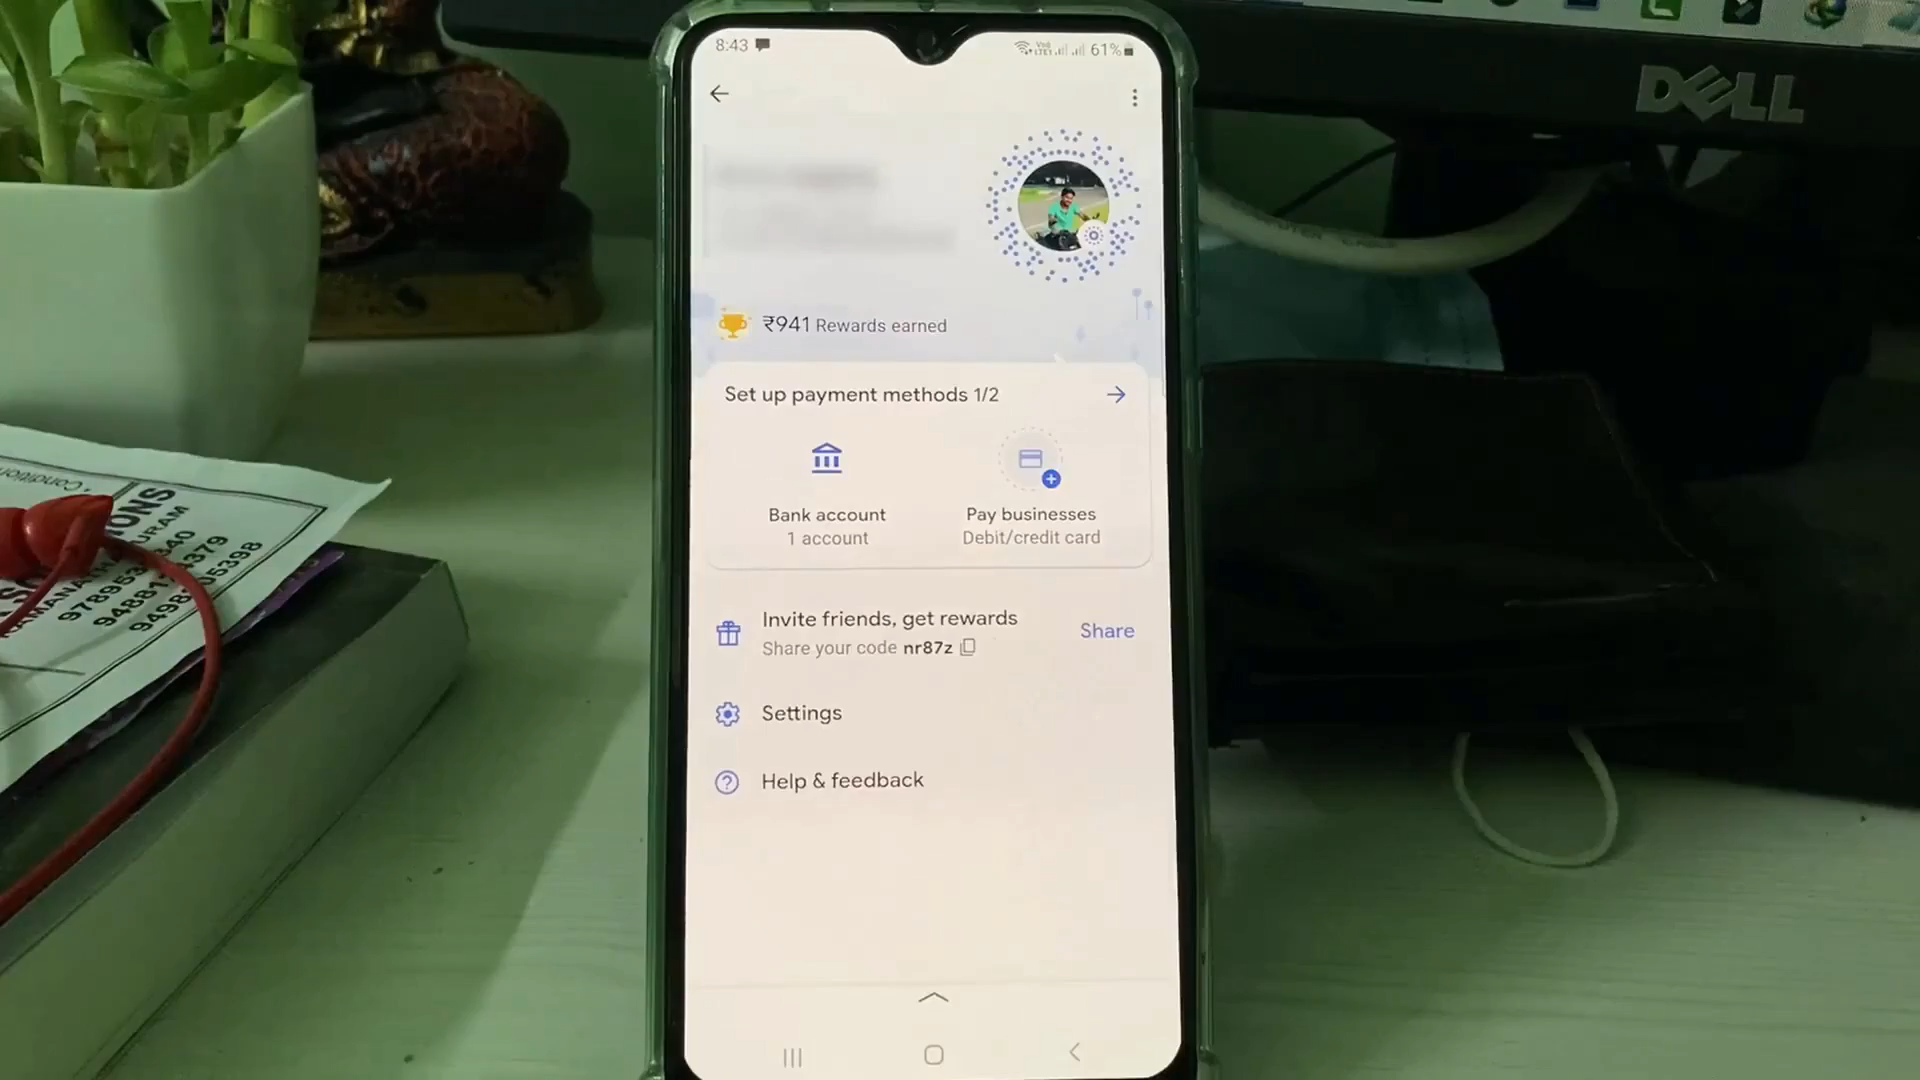 8:43
61%
DELL
₹941 Rewards earned
Set up payment methods 1/2
Bank account
1 account
Pay businesses
Debit/credit card
Invite friends, get rewards
Share your code nr87z
Share
Settings
Help & feedback
Condition